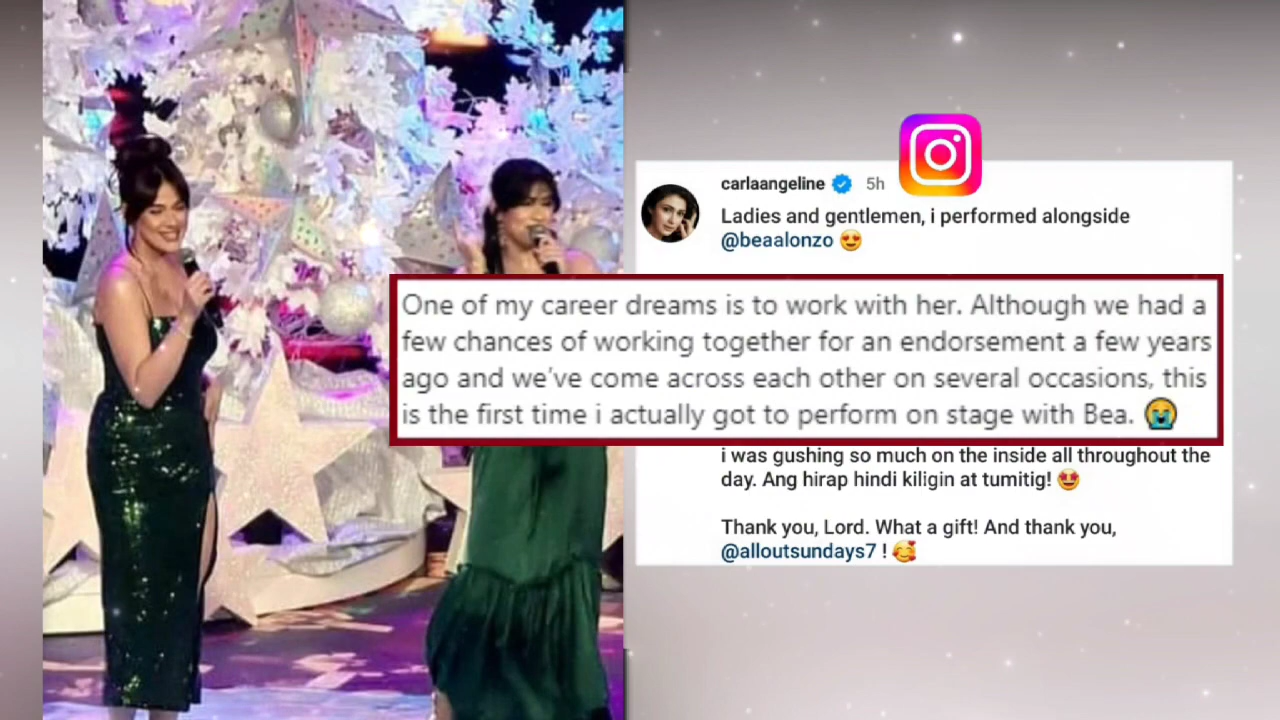 carlaangeline 5h
Ladies and gentlemen, i performed alongside
@beaalonzo 😍
One of my career dreams is to work with her. Although we had a
few chances of working together for an endorsement a few years
ago and we've come across each other on several occasions, this
is the first time i actually got to perform on stage with Bea. 😭
i was gushing so much on the inside all throughout the
day. Ang hirap hindi kiligin at tumitig! 🤩
Thank you, Lord. What a gift! And thank you,
@alloutsundays7 ! 🥰